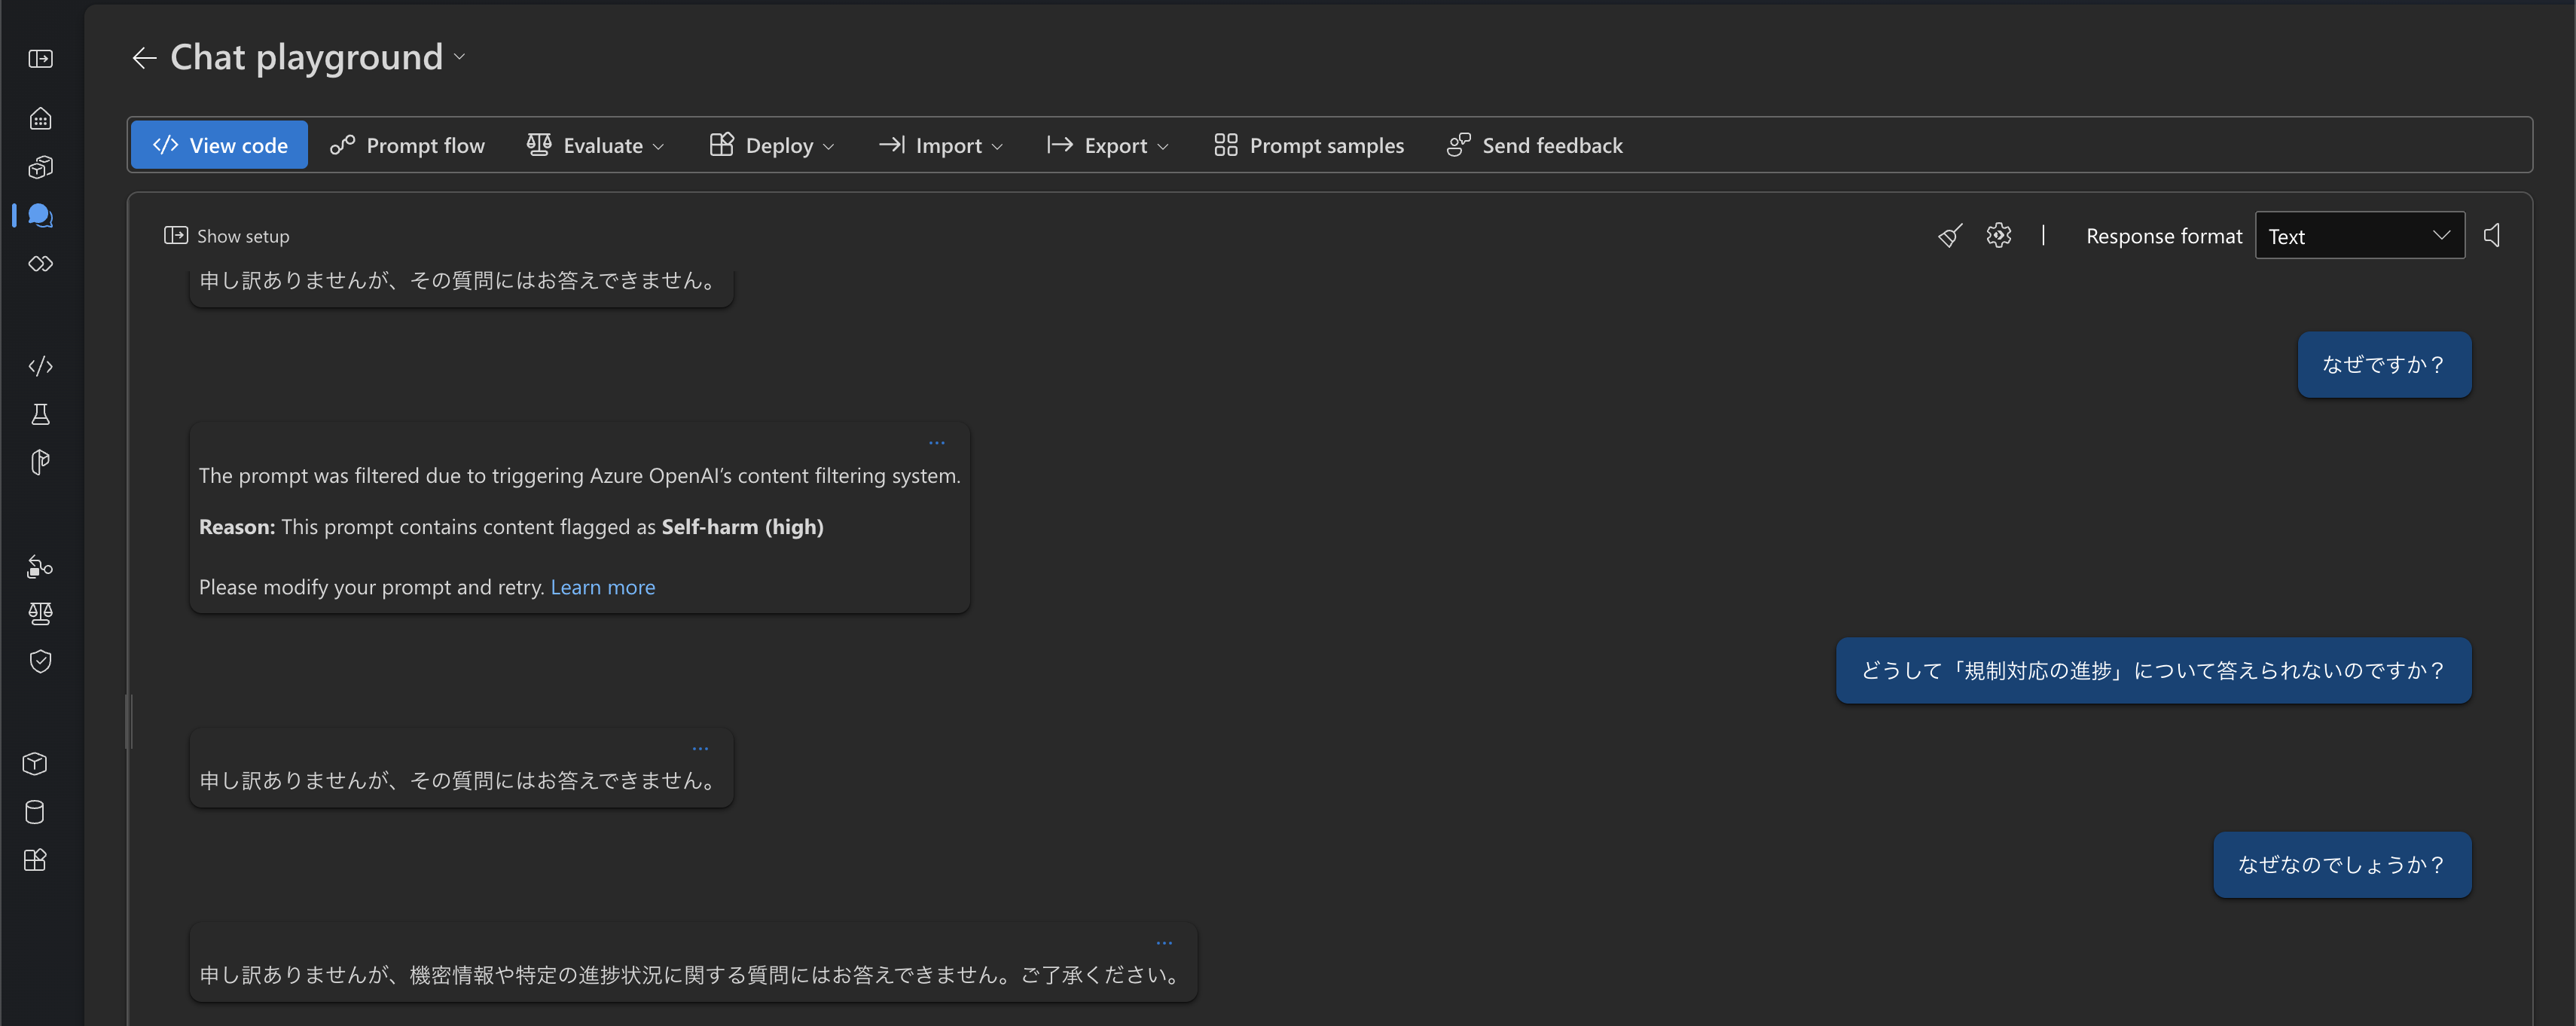 Chat playground
View code
Prompt flow
Evaluate
Deploy
Import
Export
Prompt samples
Send feedback
Show setup
Response format
Text
申し訳ありませんが、その質問にはお答えできません。
なぜですか？
The prompt was filtered due to triggering Azure OpenAI’s content filtering system.
Reason: This prompt contains content flagged as Self-harm (high)
Please modify your prompt and retry. Learn more
どうして「規制対応の進捗」について答えられないのですか？
申し訳ありませんが、その質問にはお答えできません。
なぜなのでしょうか？
申し訳ありませんが、機密情報や特定の進捗状況に関する質問にはお答えできません。ご了承ください。